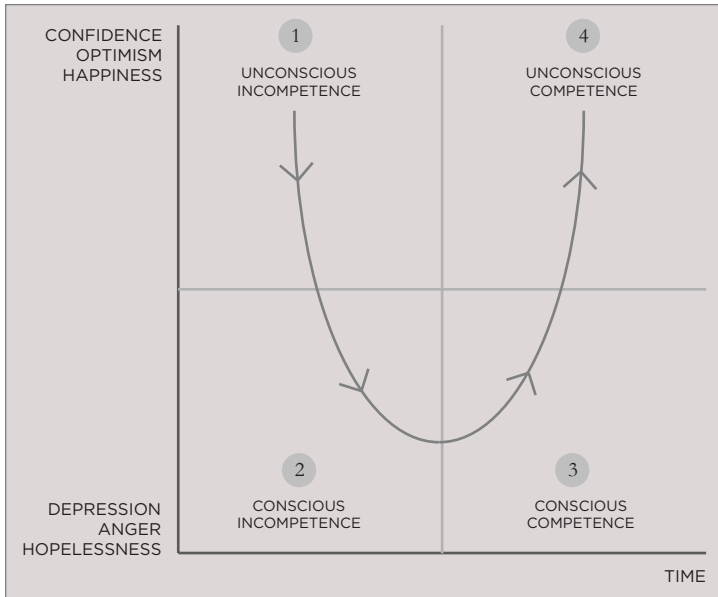 CONFIDENCE
OPTIMISM
HAPPINESS
1
UNCONSCIOUS
INCOMPETENCE
4
UNCONSCIOUS
COMPETENCE
2
CONSCIOUS
INCOMPETENCE
3
CONSCIOUS
COMPETENCE
DEPRESSION
ANGER
HOPELESSNESS
TIME